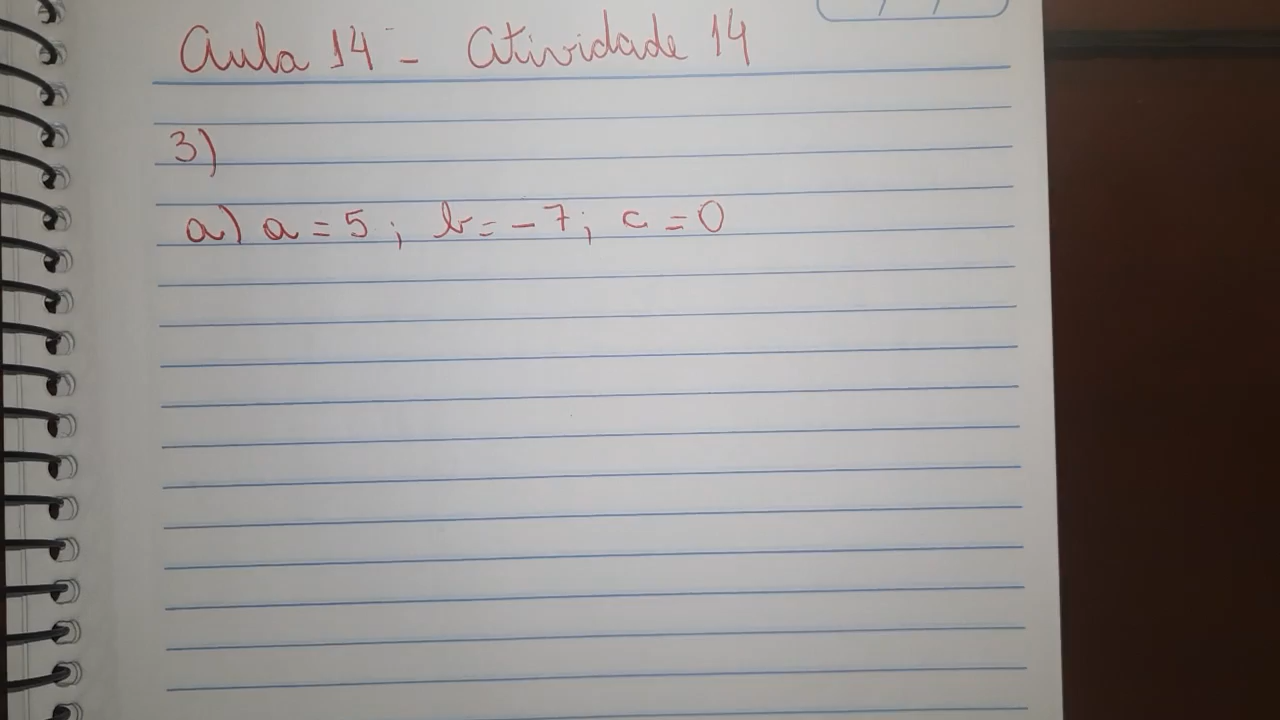 Aula 14 - Atividade 14
3)
a) a = 5 ; b = - 7 ; c = 0